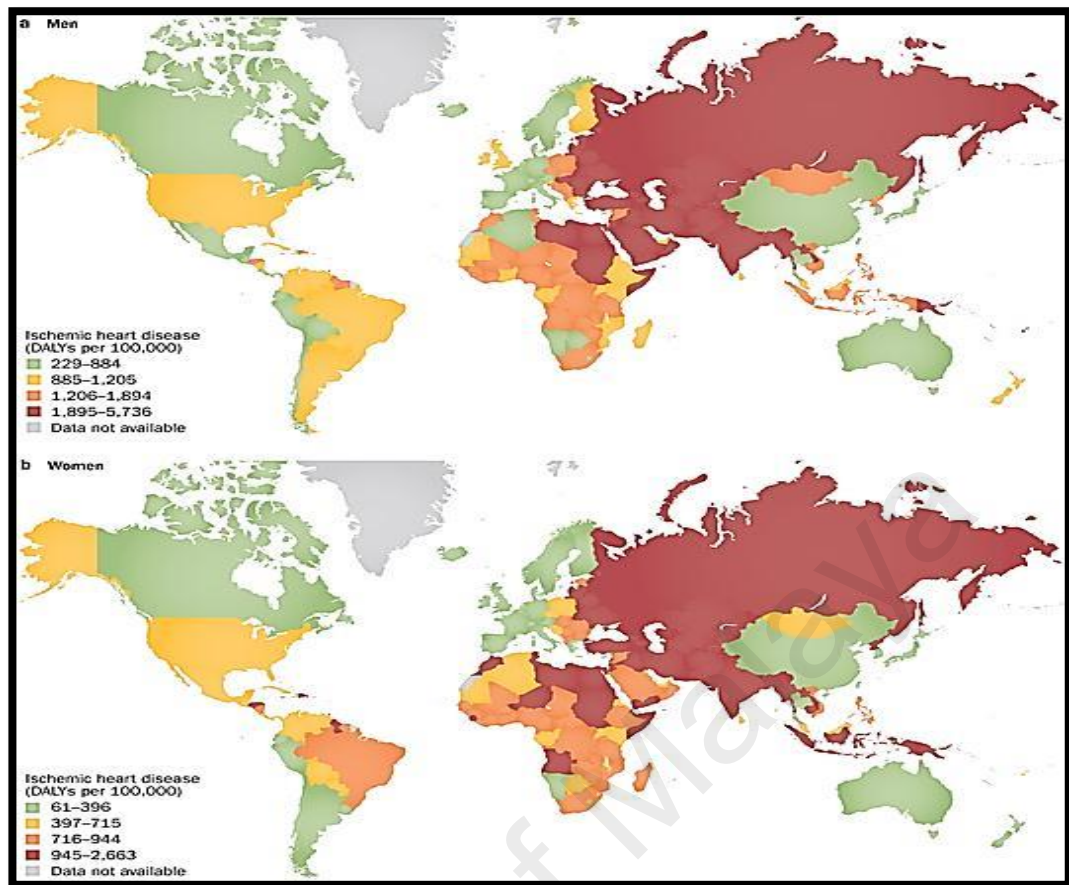 a Men
Ischemic heart disease
(DALYs per 100,000)
229–884
885–1,205
1,206–1,894
1,895–5,736
Data not available
b Women
Ischemic heart disease
(DALYs per 100,000)
61–396
397–715
716–944
945–2,663
Data not available
of Malaya